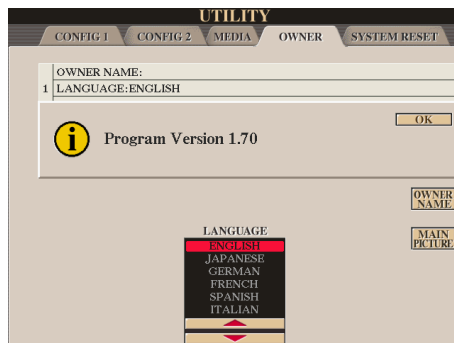 UTILITY
CONFIG 1 CONFIG 2 MEDIA OWNER SYSTEM RESET
OWNER NAME:
1 LANGUAGE:ENGLISH
OK
Program Version 1.70
OWNER
NAME
LANGUAGE
MAIN
PICTURE
ENGLISH
JAPANESE
GERMAN
FRENCH
SPANISH
ITALIAN